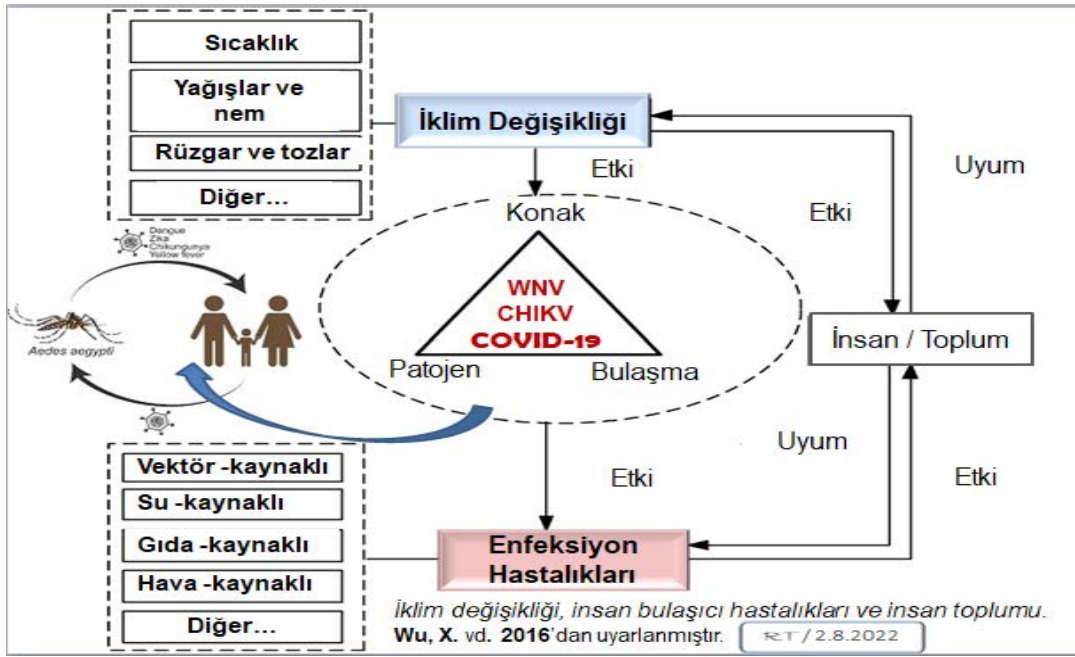 Sıcaklık
Yağışlar ve
nem
Rüzgar ve tozlar
Diğer...
İklim Değişikliği
Etki
Uyum
Etki
Konak
WNV
CHIKV
COVID-19
Patojen
Bulaşma
Dengue
Zika
Chikungunya
Yellow fever
Aedes aegypti
İnsan / Toplum
Uyum
Etki
Etki
Vektör -kaynaklı
Su -kaynaklı
Gıda -kaynaklı
Hava -kaynaklı
Diğer...
Enfeksiyon
Hastalıkları
İklim değişikliği, insan bulaşıcı hastalıkları ve insan toplumu.
Wu, X. vd. 2016'dan uyarlanmıştır.
R.T / 2.8.2022